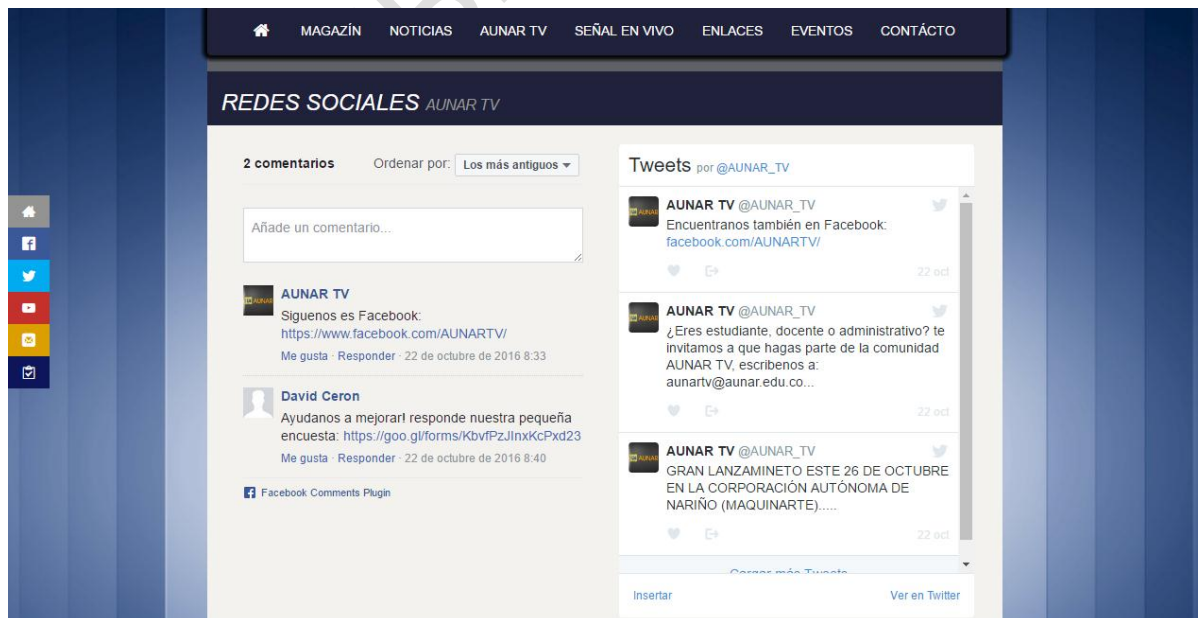 MAGAZÍN NOTICIAS AUNAR TV SEÑAL EN VIVO ENLACES EVENTOS CONTÁCTO
REDES SOCIALES AUNAR TV
2 comentarios Ordenar por: Los más antiguos
Añade un comentario...
AUNAR TV
Siguenos es Facebook:
https://www.facebook.com/AUNARTV/
Me gusta · Responder · 22 de octubre de 2016 8:33
David Ceron
Ayudanos a mejorar! responde nuestra pequeña
encuesta: https://goo.gl/forms/KbvfPzJlnxKcPxd23
Me gusta · Responder · 22 de octubre de 2016 8:40
Facebook Comments Plugin
Tweets por @AUNAR_TV
AUNAR TV @AUNAR_TV
Encuentranos también en Facebook:
facebook.com/AUNARTV/
22 oct
AUNAR TV @AUNAR_TV
¿Eres estudiante, docente o administrativo? te
invitamos a que hagas parte de la comunidad
AUNAR TV, escribenos a:
aunartv@aunar.edu.co...
22 oct
AUNAR TV @AUNAR_TV
GRAN LANZAMINETO ESTE 26 DE OCTUBRE
EN LA CORPORACIÓN AUTÓNOMA DE
NARIÑO (MAQUINARTE).....
22 oct
Cargar más Tweets
Insertar Ver en Twitter